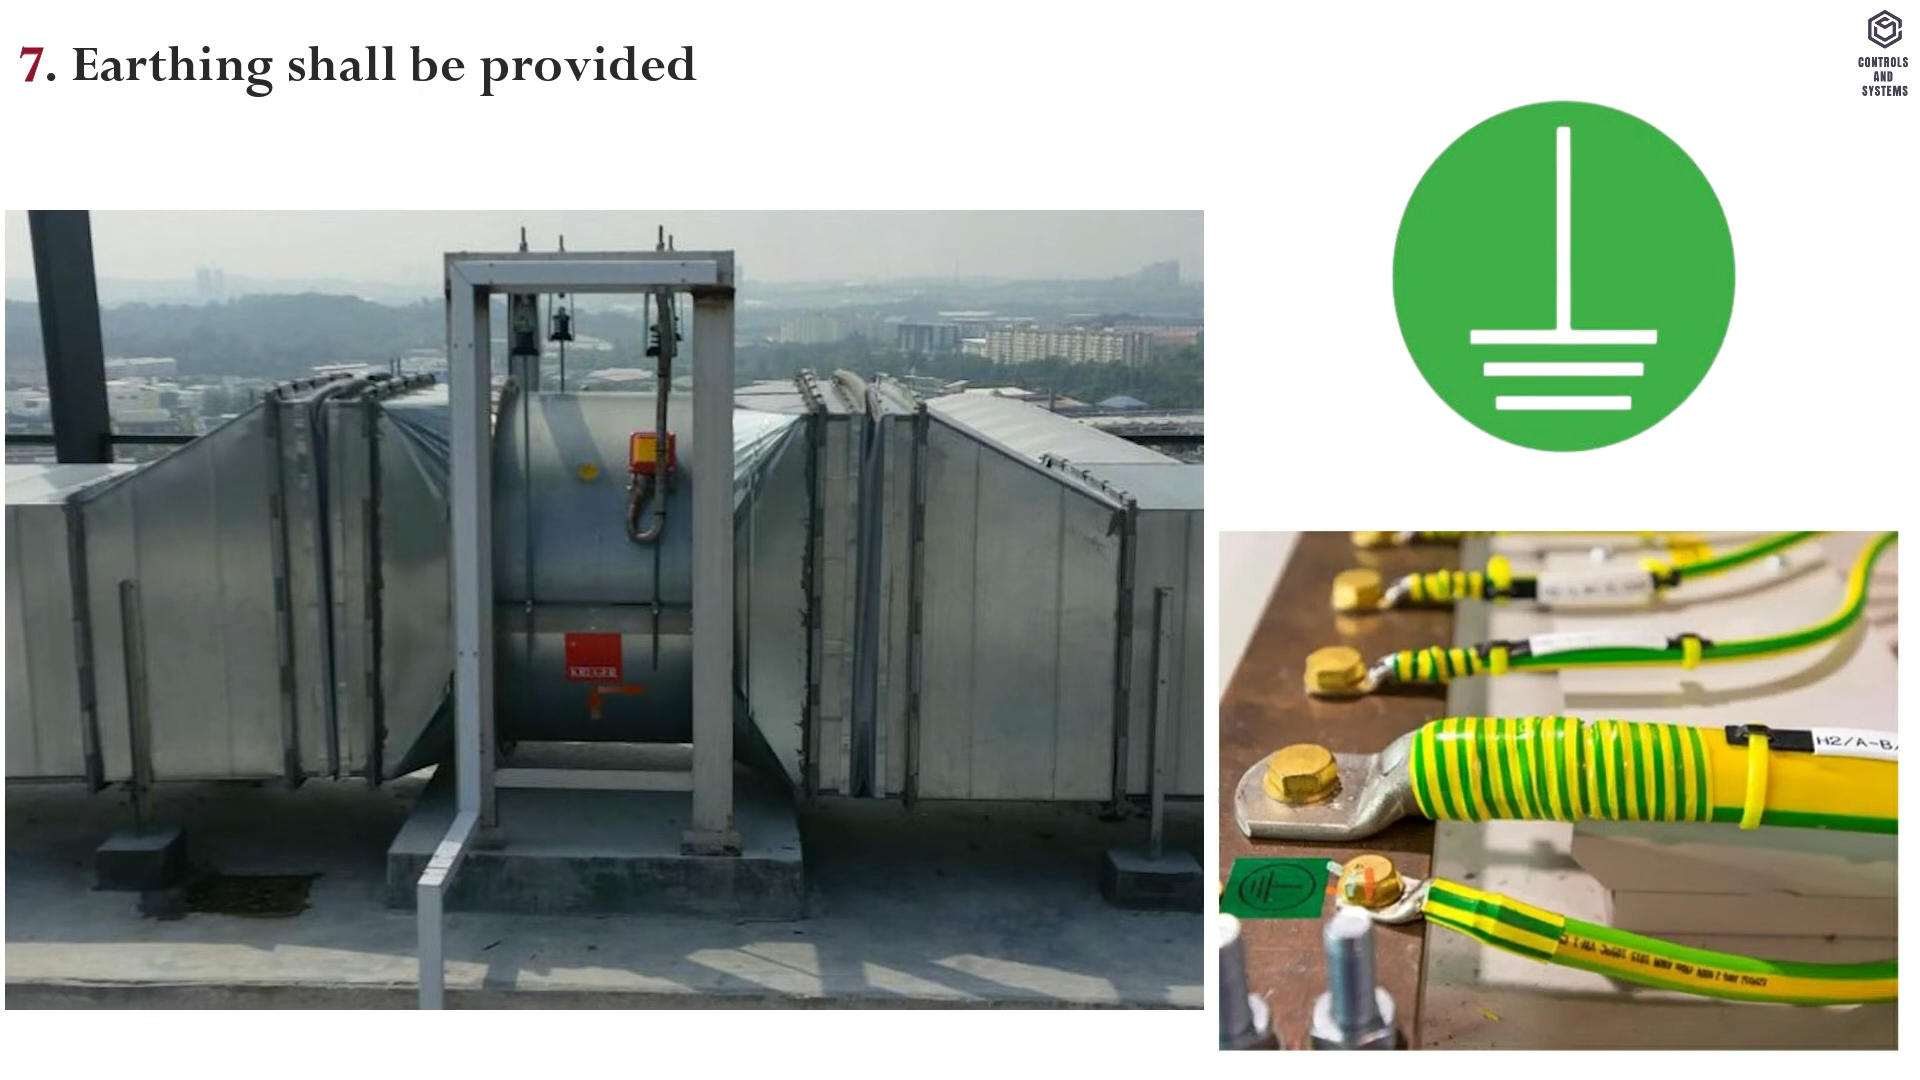 7. Earthing shall be provided
CONTROLS
AND
SYSTEMS
KRUGER
H2/A-B